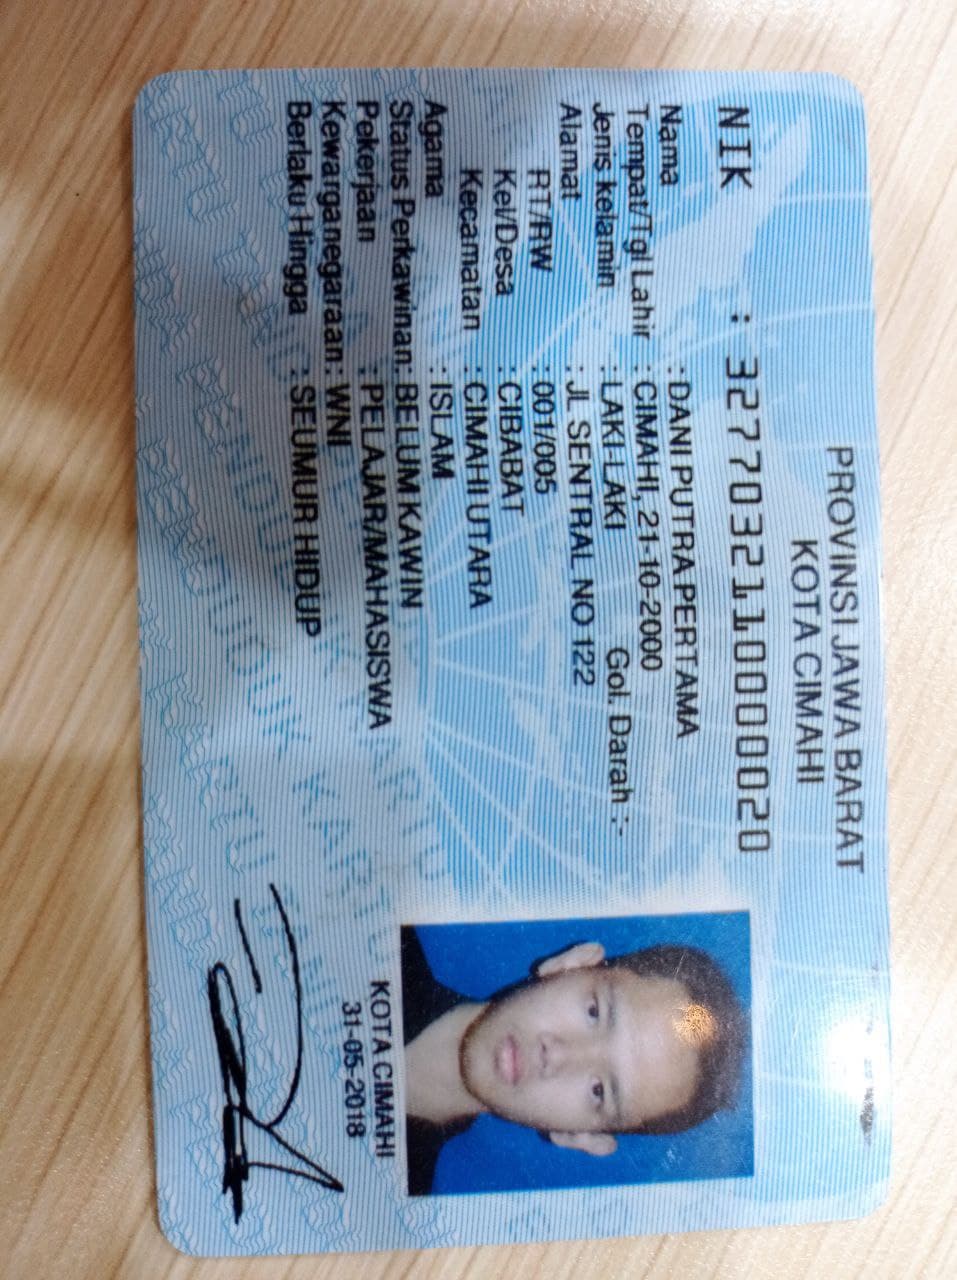 PROVINSI JAWA BARAT
KOTA CIMAHI
NIK : 3277032110000020
Nama : DANI PUTRA PERTAMA
Tempat/Tgl Lahir : CIMAHI, 21-10-2000
Jenis kelamin : LAKI-LAKI Gol. Darah :-
Alamat : JL SENTRAL NO 122
RT/RW : 001/005
Kel/Desa : CIBABAT
Kecamatan : CIMAHI UTARA
Agama : ISLAM
Status Perkawinan: BELUM KAWIN
Pekerjaan : PELAJAR/MAHASISWA
Kewarganegaraan: WNI
Berlaku Hingga : SEUMUR HIDUP
KOTA CIMAHI
31-05-2018